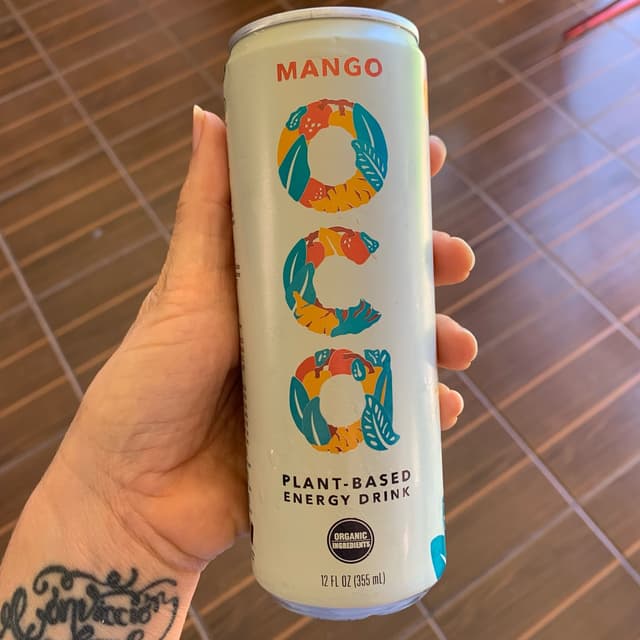 MANGO
oca
PLANT-BASED
ENERGY DRINK
ORGANIC
INGREDIENTS
12 FL OZ (355 mL)